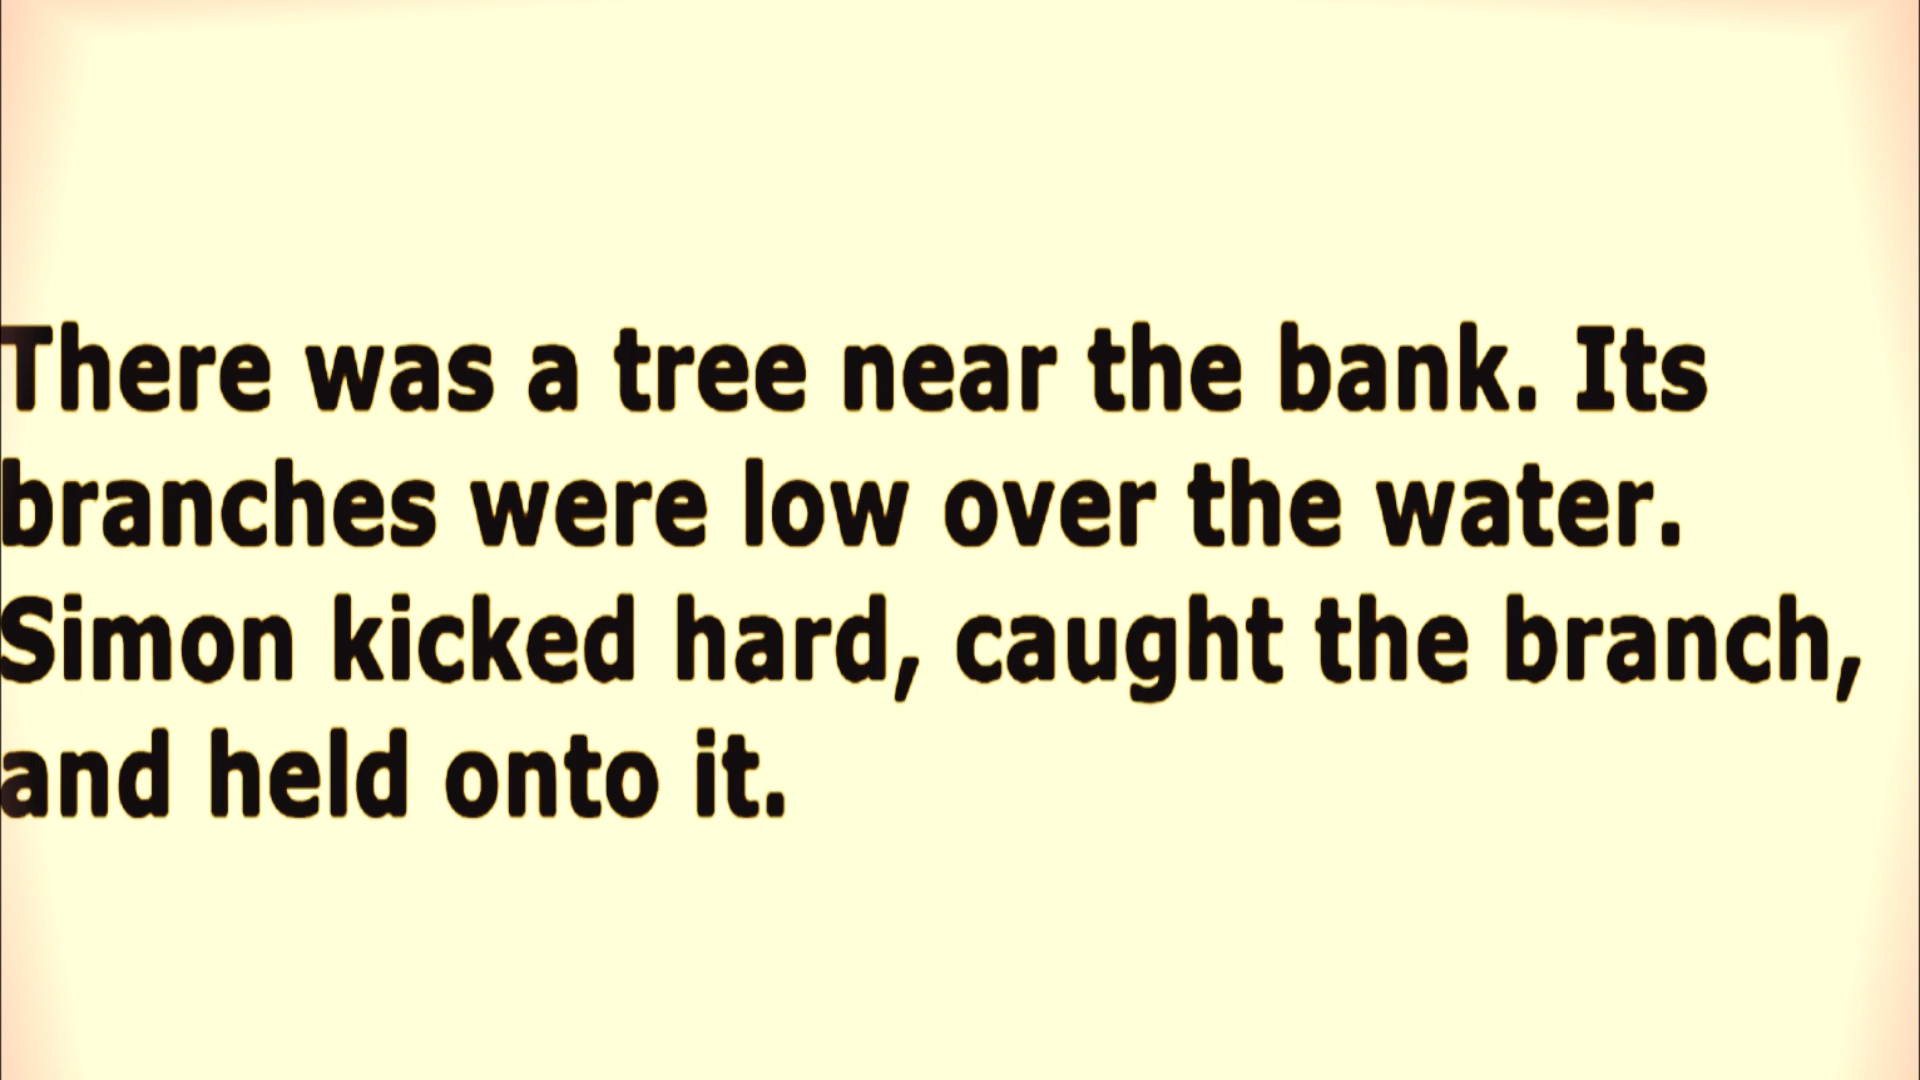 There was a tree near the bank. Its
branches were low over the water.
Simon kicked hard, caught the branch,
and held onto it.